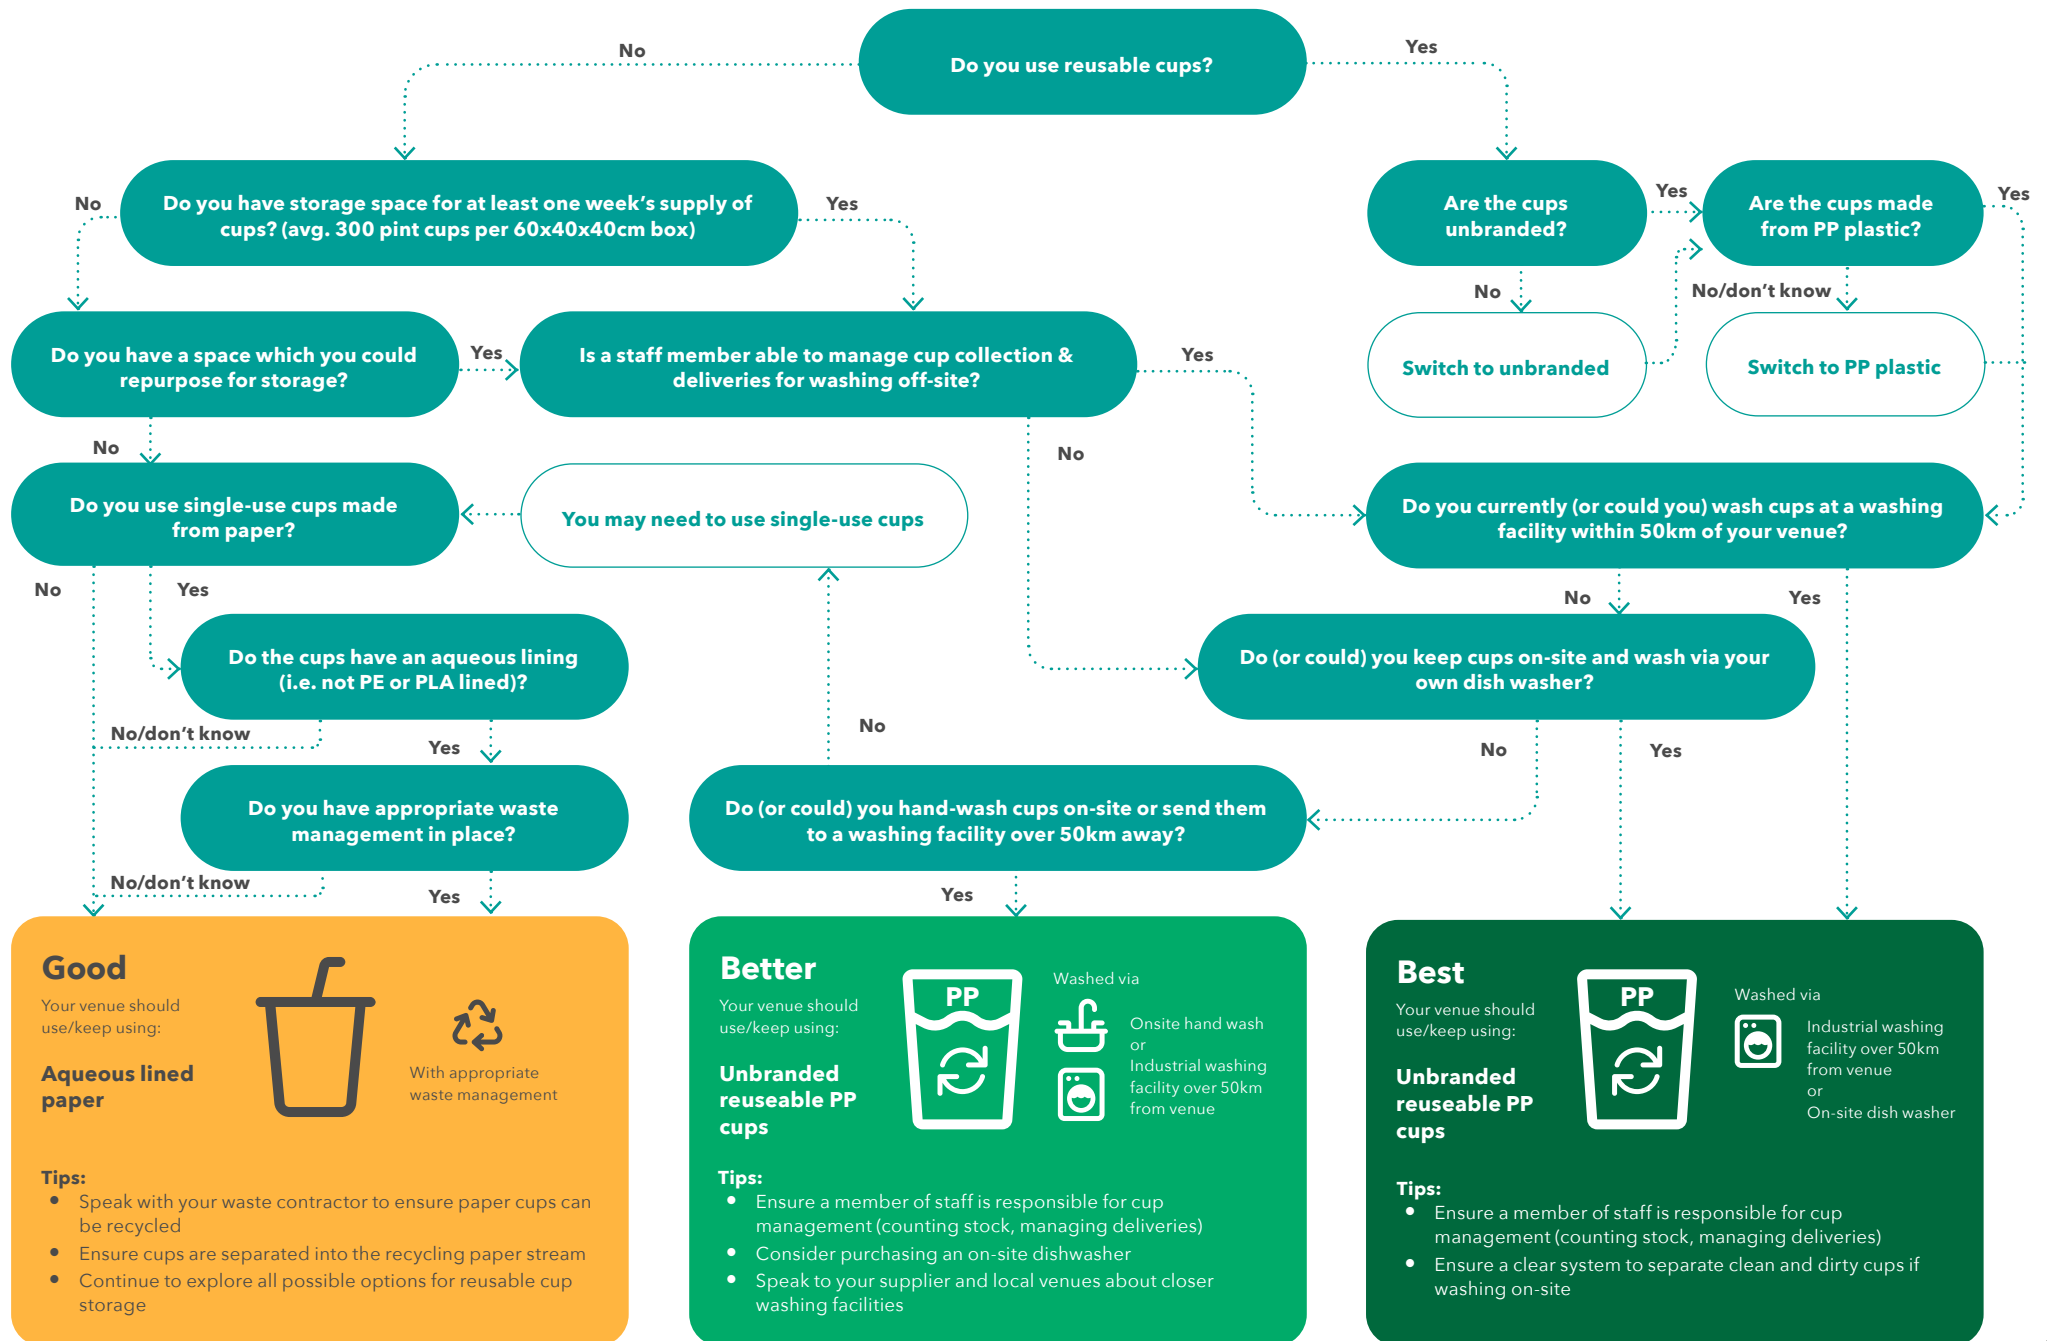 Do you use reusable cups?
No
Yes
Do you have storage space for at least one week's supply of
cups? (avg. 300 pint cups per 60x40x40cm box)
No
Yes
Are the cups
unbranded?
Yes
No
Are the cups made
from PP plastic?
Yes
No/don't know
Switch to unbranded
Switch to PP plastic
Do you have a space which you could
repurpose for storage?
Yes
No
Is a staff member able to manage cup collection &
deliveries for washing off-site?
Yes
No
Do you use single-use cups made
from paper?
No
Yes
You may need to use single-use cups
Do you currently (or could you) wash cups at a washing
facility within 50km of your venue?
No
Yes
Do the cups have an aqueous lining
(i.e. not PE or PLA lined)?
No/don't know
Yes
Do (or could) you keep cups on-site and wash via your
own dish washer?
No
Yes
Do you have appropriate waste
management in place?
No/don't know
Yes
Do (or could) you hand-wash cups on-site or send them
to a washing facility over 50km away?
No
Yes
Good
Your venue should
use/keep using:
Aqueous lined
paper
With appropriate
waste management
Tips:
• Speak with your waste contractor to ensure paper cups can
be recycled
• Ensure cups are separated into the recycling paper stream
• Continue to explore all possible options for reusable cup
storage
Better
Your venue should
use/keep using:
Unbranded
reuseable PP
cups
PP
Washed via
Onsite hand wash
or
Industrial washing
facility over 50km
from venue
Tips:
• Ensure a member of staff is responsible for cup
management (counting stock, managing deliveries)
• Consider purchasing an on-site dishwasher
• Speak to your supplier and local venues about closer
washing facilities
Best
Your venue should
use/keep using:
Unbranded
reuseable PP
cups
PP
Washed via
Industrial washing
facility over 50km
from venue
or
On-site dish washer
Tips:
• Ensure a member of staff is responsible for cup
management (counting stock, managing deliveries)
• Ensure a clear system to separate clean and dirty cups if
washing on-site